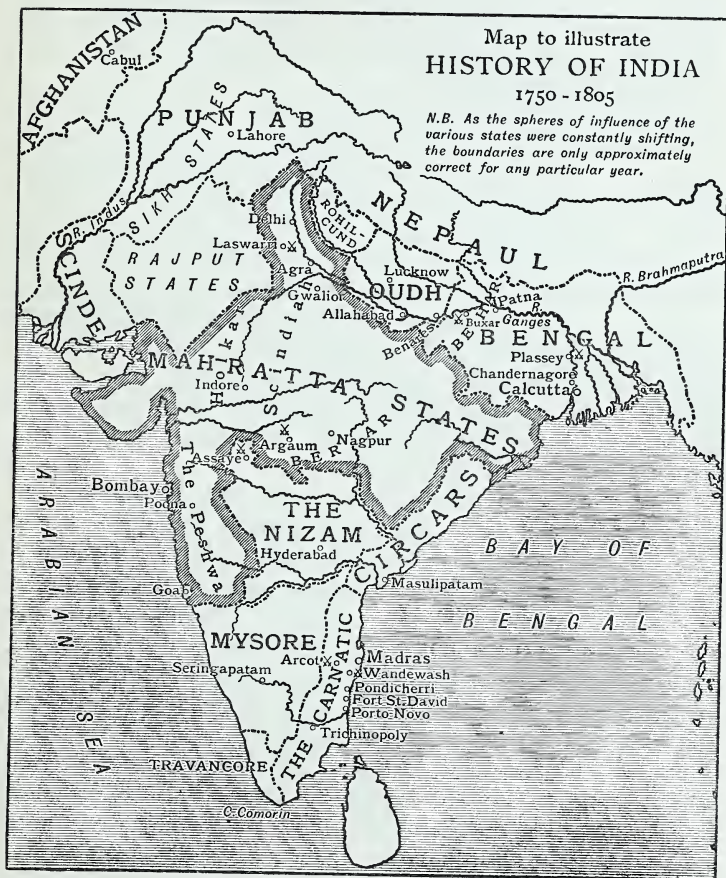 Map to illustrate
HISTORY OF INDIA
1750 - 1805
N.B. As the spheres of influence of the
various states were constantly shifting,
the boundaries are only approximately
correct for any particular year.
AFGHANISTAN
Cabul
PUNJAB
Lahore
SIKH STATES
R. Indus
SCINDE
RAJPUT
STATES
Delhi
ROHIL-
CUND
NEPAUL
Laswarri
Agra
Gwalior
Lucknow
OUDH
Allahabad
Benares
BEHAR
Patna
Buxar
R. Ganges
R. Brahmaputra
BENGAL
Plassey
Chandernagore
Calcutta
MAHRATTA STATES
Holkar
Scindiah
Indore
Argaum
Nagpur
Assaye
BERAR
Bombay
Poona
The Peshwa
THE
NIZAM
Hyderabad
CIRCARS
Masulipatam
Goa
MYSORE
Seringapatam
Arcot
THE CARNATIC
Madras
Wandewash
Pondicherri
Fort St. David
Porto-Novo
Trichinopoly
TRAVANCORE
C. Comorin
ARABIAN SEA
BAY OF
BENGAL